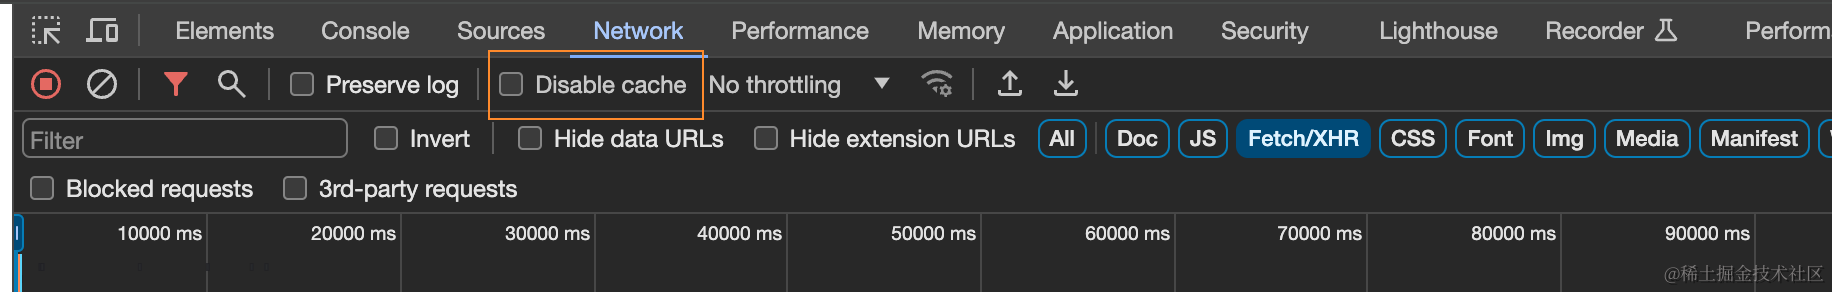 Elements Console Sources Network Performance Memory Application Security Lighthouse Recorder Perform
Preserve log Disable cache No throttling
Filter Invert Hide data URLs Hide extension URLs All Doc JS Fetch/XHR CSS Font Img Media Manifest
Blocked requests 3rd-party requests
10000 ms 20000 ms 30000 ms 40000 ms 50000 ms 60000 ms 70000 ms 80000 ms 90000 ms
@稀土掘金技术社区